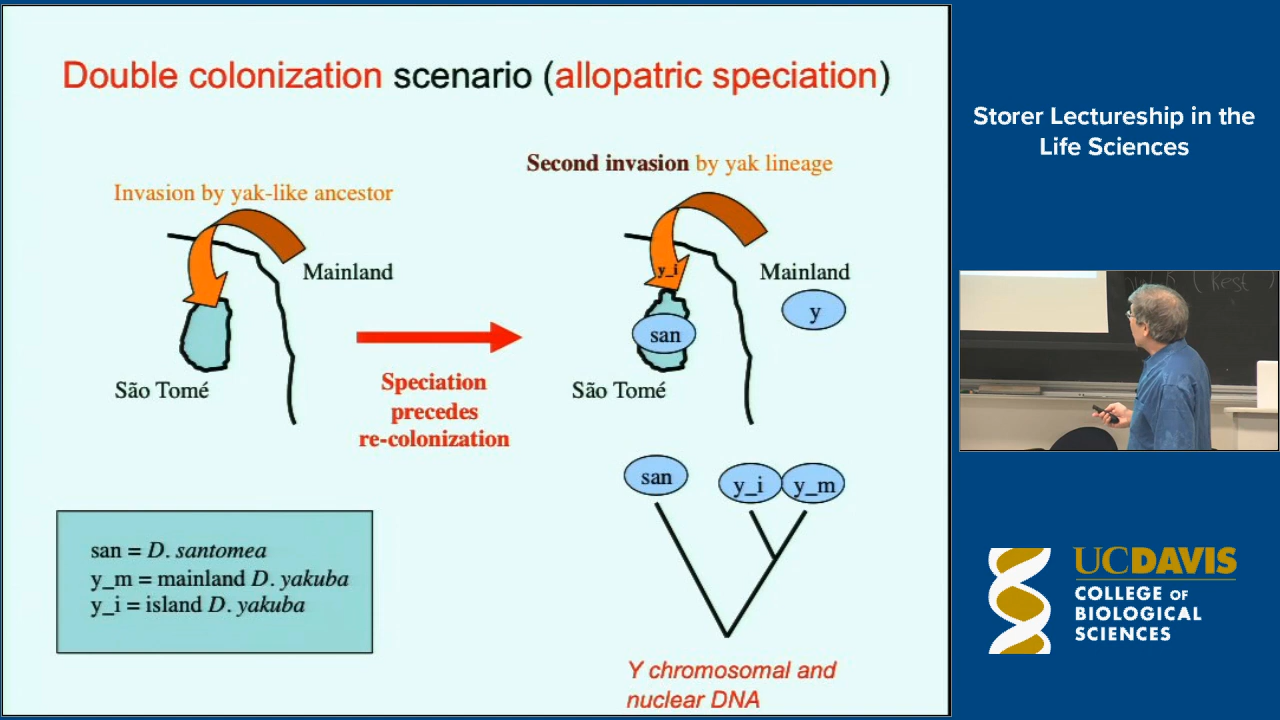 Double colonization scenario (allopatric speciation)
Second invasion by yak lineage
Invasion by yak-like ancestor
Mainland
São Tomé
Speciation
precedes
re-colonization
y_i
Mainland
y
san
São Tomé
san
y_i
y_m
san = D. santomea
y_m = mainland D. yakuba
y_i = island D. yakuba
Y chromosomal and
nuclear DNA
Storer Lectureship in the
Life Sciences
(Rest
UCDAVIS
COLLEGE OF
BIOLOGICAL
SCIENCES